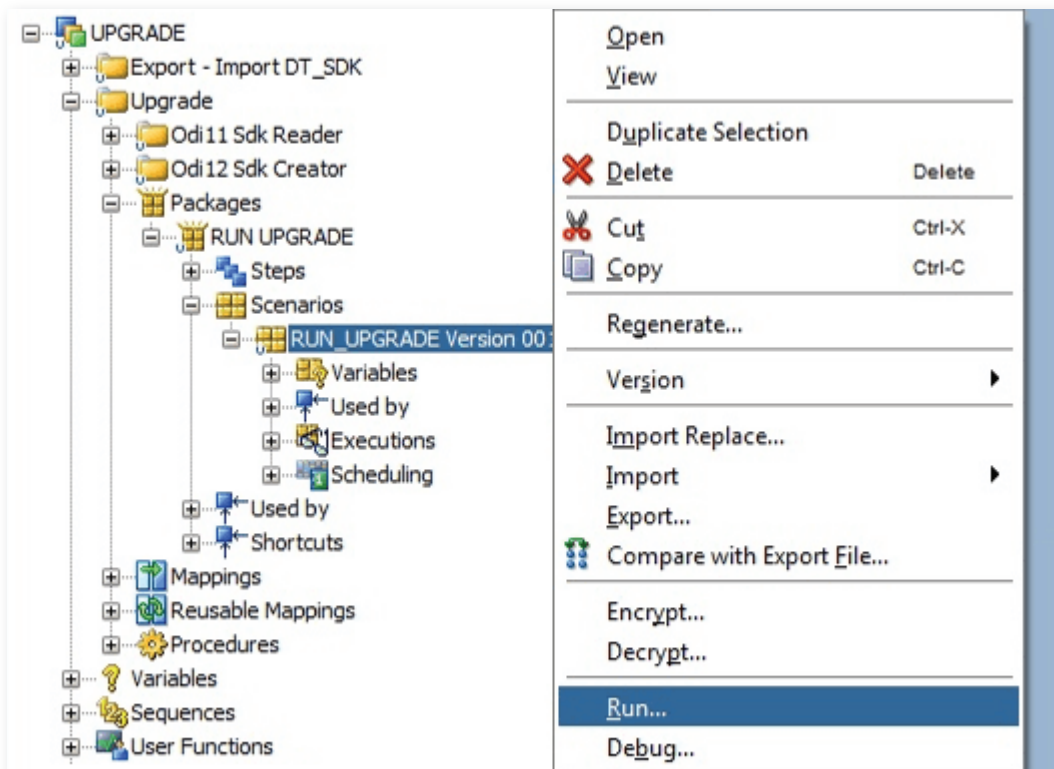 UPGRADE
Export - Import DT_SDK
Upgrade
Odi11 Sdk Reader
Odi12 Sdk Creator
Packages
RUN UPGRADE
Steps
Scenarios
RUN_UPGRADE Version 001
Variables
Used by
Executions
Scheduling
Used by
Shortcuts
Mappings
Reusable Mappings
Procedures
Variables
Sequences
User Functions
Open
View
Duplicate Selection
Delete Delete
Cut Ctrl-X
Copy Ctrl-C
Regenerate...
Version
Import Replace...
Import
Export...
Compare with Export File...
Encrypt...
Decrypt...
Run...
Debug...